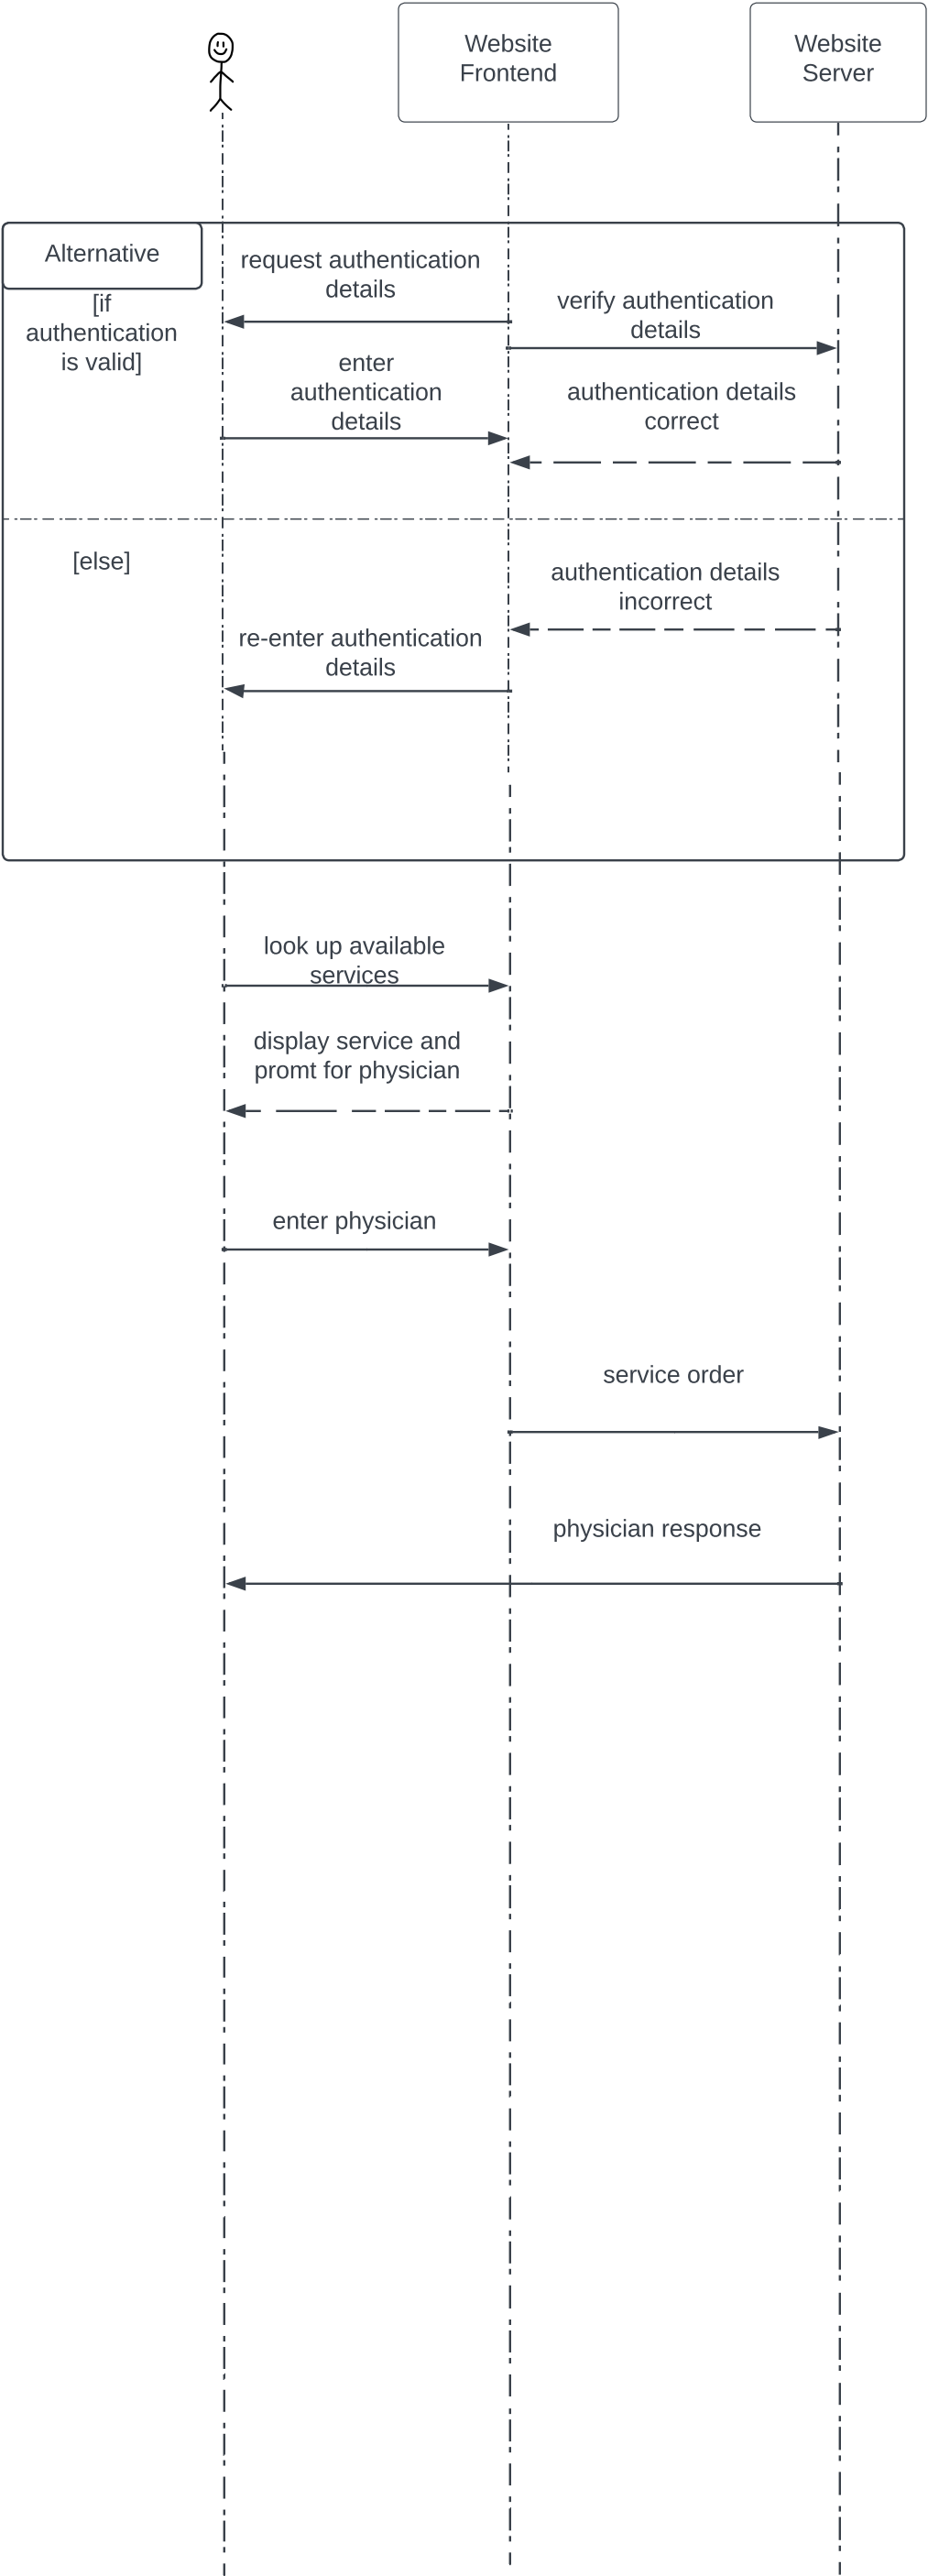 Website
Frontend
Website
Server
Alternative
[if
authentication
is valid]
request authentication
details
verify authentication
details
enter
authentication
details
authentication details
correct
[else]
authentication details
incorrect
re-enter authentication
details
look up available
services
display service and
promt for physician
enter physician
service order
physician response